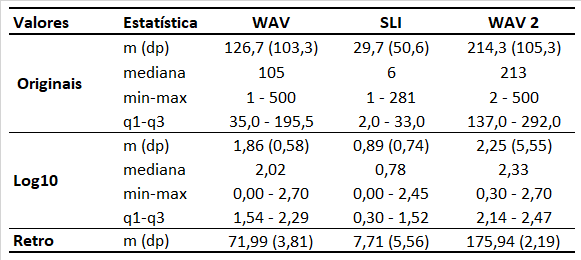 Valores Estatística WAV SLI WAV 2
m (dp) 126,7 (103,3) 29,7 (50,6) 214,3 (105,3)
mediana 105 6 213
Originais
min-max 1 - 500 1 - 281 2 - 500
q1-q3 35,0 - 195,5 2,0 - 33,0 137,0 - 292,0
m (dp) 1,86 (0,58) 0,89 (0,74) 2,25 (5,55)
mediana 2,02 0,78 2,33
Log10
min-max 0,00 - 2,70 0,00 - 2,45 0,30 - 2,70
q1-q3 1,54 - 2,29 0,30 - 1,52 2,14 - 2,47
Retro m (dp) 71,99 (3,81) 7,71 (5,56) 175,94 (2,19)